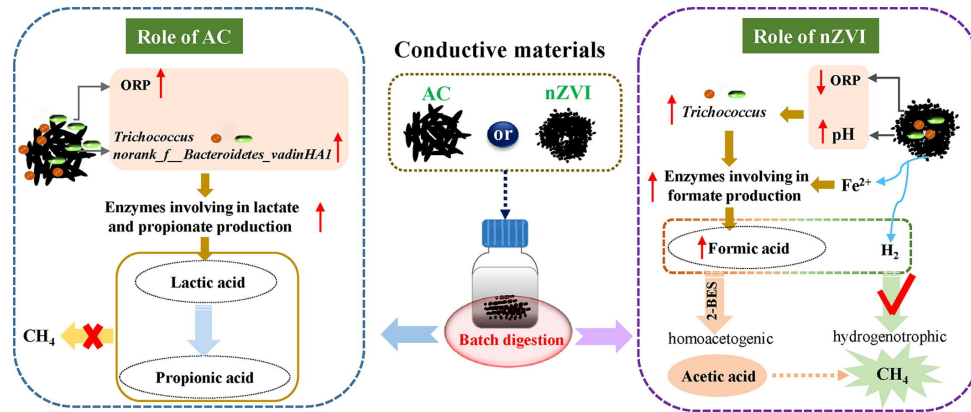 Role of AC
ORP
Trichococcus
norank_f__Bacteroidetes_vadinHA1
Enzymes involving in lactate
and propionate production
Lactic acid
Propionic acid
CH4
Conductive materials
AC
or
nZVI
Batch digestion
Role of nZVI
ORP
pH
Trichococcus
Enzymes involving in
formate production
Fe2+
Formic acid
H2
2-BES
homoacetogenic
hydrogenotrophic
Acetic acid
CH4